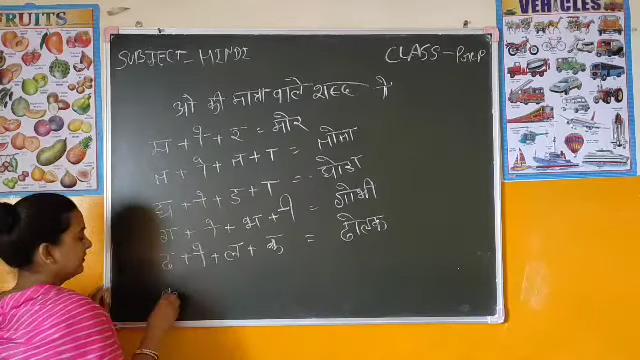 FRUITS
VEHICLES
SUBJECT - HINDI
CLASS - Prep
ओ की मात्रा वाले शब्द ो
म + ो + र = मोर
त + ो + त + ा = तोता
घ + ो + ड + ा = घोडा
ग + ो + भ + ी = गोभी
ढ + ो + ल + क = ढोलक